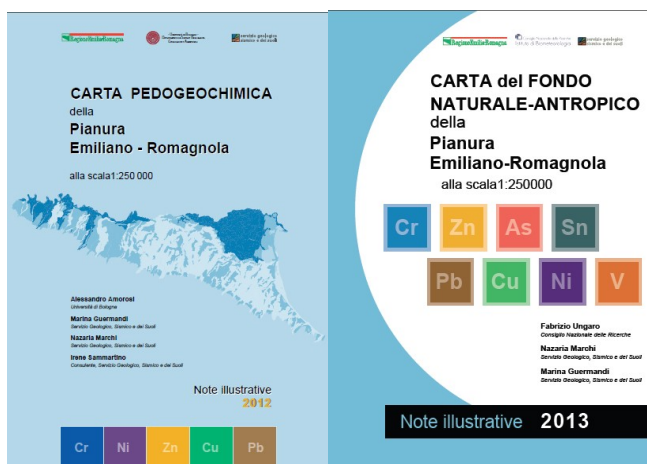 RegioneEmilia-Romagna
servizio geologico
sismico e dei suoli
CARTA PEDOGEOCHIMICA
della
Pianura
Emiliano - Romagnola
alla scala1:250 000
Alessandro Amorosi
Università di Bologna
Marina Guermandi
Servizio Geologico, Sismico e dei Suoli
Nazaria Marchi
Servizio Geologico, Sismico e dei Suoli
Irene Sammartino
Consulente, Servizio Geologico, Sismico e dei Suoli
Note illustrative
2012
Cr Ni Zn Cu Pb
RegioneEmilia-Romagna
servizio geologico
sismico e dei suoli
CARTA del FONDO
NATURALE-ANTROPICO
della
Pianura
Emiliano-Romagnola
alla scala1:250000
Cr Zn As Sn
Pb Cu Ni V
Fabrizio Ungaro
Consiglio Nazionale delle Ricerche
Nazaria Marchi
Servizio Geologico, Sismico e dei Suoli
Marina Guermandi
Servizio Geologico, Sismico e dei Suoli
Note illustrative 2013